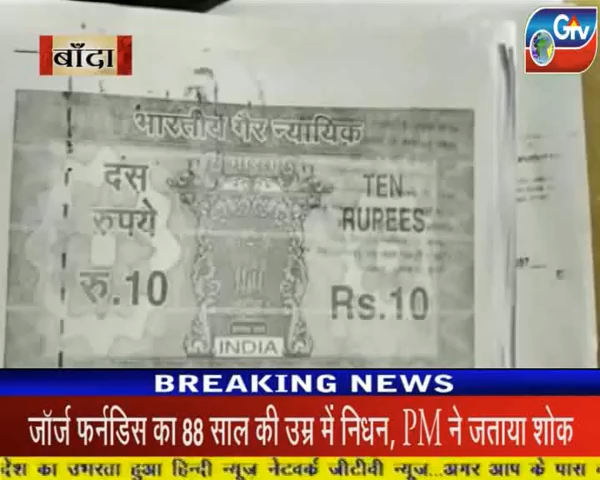 बाँदा
Gtv
भारतीय गैर न्यायिक
दस
रुपये
TEN
RUPEES
रु.10
Rs.10
INDIA
BREAKING NEWS
जॉर्ज फर्नांडिस का 88 साल की उम्र में निधन, PM ने जताया शोक
देश का उभरता हुआ हिन्दी न्यूज़ नेटवर्क जीटीवी न्यूज़...अगर आप के पास